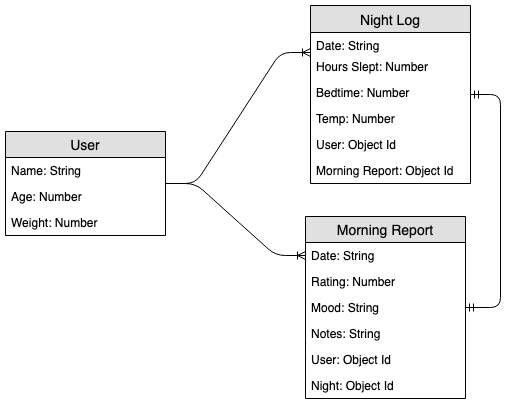 Night Log
Date: String
Hours Slept: Number
Bedtime: Number
Temp: Number
User: Object Id
Morning Report: Object Id
User
Name: String
Age: Number
Weight: Number
Morning Report
Date: String
Rating: Number
Mood: String
Notes: String
User: Object Id
Night: Object Id